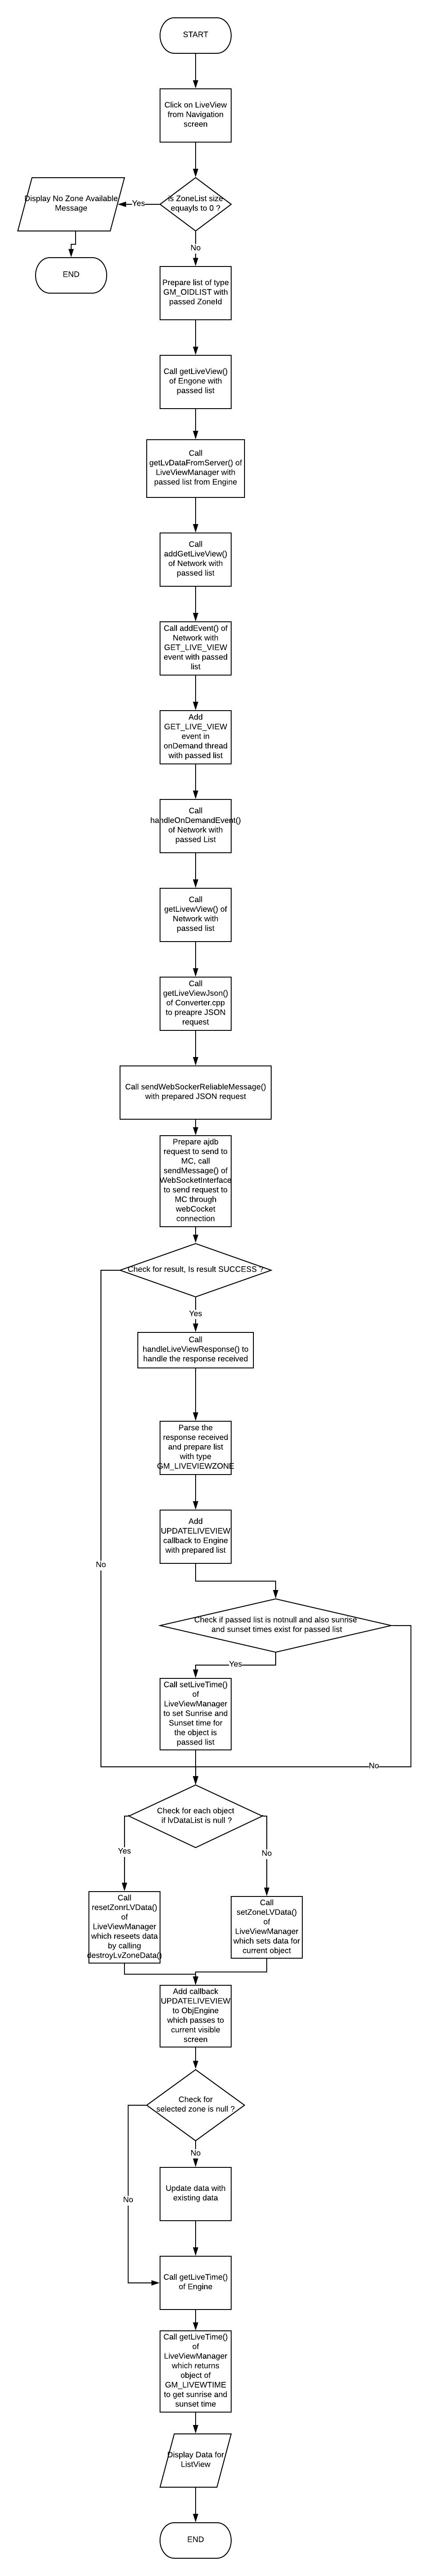 START
Click on LiveView
from Navigation
screen
is ZoneList size
equayls to 0 ?
Yes
Display No Zone Available
Message
END
No
Prepare list of type
GM_OIDLIST with
passed ZoneId
Call getLiveView()
of Engone with
passed list
Call
getLvDataFromServer() of
LiveViewManager with
passed list from Engine
Call
addGetLiveView()
of Network with
passed list
Call addEvent() of
Network with
GET_LIVE_VIEW
event with passed
list
Add
GET_LIVE_VIEW
event in
onDemand thread
with passed list
Call
handleOnDemandEvent()
of Network with
passed List
Call
getLivewView() of
Network with
passed list
Call
getLiveViewJson()
of Converter.cpp
to preapre JSON
request
Call sendWebSockerReliableMessage()
with prepared JSON request
Prepare ajdb
request to send to
MC, call
sendMessage() of
WebSocketInterface
to send request to
MC through
webCocket
connection
Check for result, Is result SUCCESS ?
Yes
Call
handleLiveViewResponse() to
handle the response received
Parse the
response received
and prepare list
with type
GM_LIVEVIEWZONE
Add
UPDATELIVEVIEW
callback to Engine
with prepared list
No
Check if passed list is notnull and also sunrise
and sunset times exist for passed list
Yes
Call setLiveTime()
of
LiveViewManager
to set Sunrise and
Sunset time for
the object is
passed list
No
Check for each object
if lvDataList is null ?
Yes
No
Call
resetZonrLVData()
of
LiveViewManager
which reseets data
by calling
destroyLvZoneData()
Call
setZoneLVData()
of
LiveViewManager
which sets data for
current object
Add callback
UPDATELIVEVIEW
to ObjEngine
which passes to
current visible
screen
Check for
selected zone is null ?
No
No
Update data with
existing data
Call getLiveTime()
of Engine
Call getLiveTime()
of
LiveViewManager
which returns
object of
GM_LIVEWTIME
to get sunrise and
sunset time
Display Data for
ListView
END